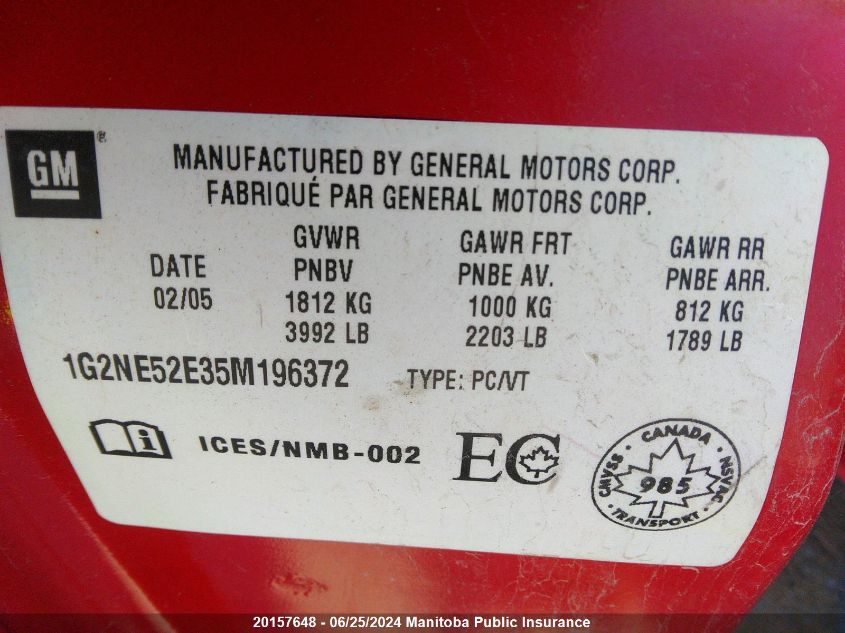 GM ®
MANUFACTURED BY GENERAL MOTORS CORP.
FABRIQUÉ PAR GENERAL MOTORS CORP.
DATE GVWR GAWR FRT GAWR RR
PNBV PNBE AV. PNBE ARR.
02/05 1812 KG 1000 KG 812 KG
3992 LB 2203 LB 1789 LB
1G2NE52E35M196372 TYPE: PC/VT
i ICES/NMB-002 EC
CANADA
CMVSS 985 NSVAC
TRANSPORT
20157648 - 06/25/2024 Manitoba Public Insurance